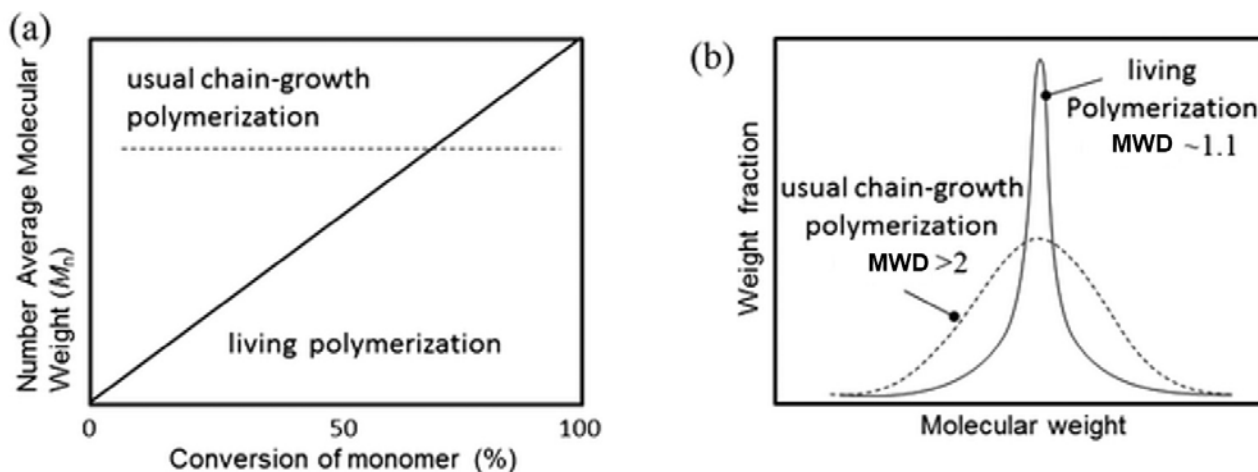 (a)
usual chain-growth
polymerization
living polymerization
Number Average Molecular
Weight (Mn)
0
50
100
Conversion of monomer (%)
(b)
living
Polymerization
MWD ~1.1
usual chain-growth
polymerization
MWD >2
Weight fraction
Molecular weight